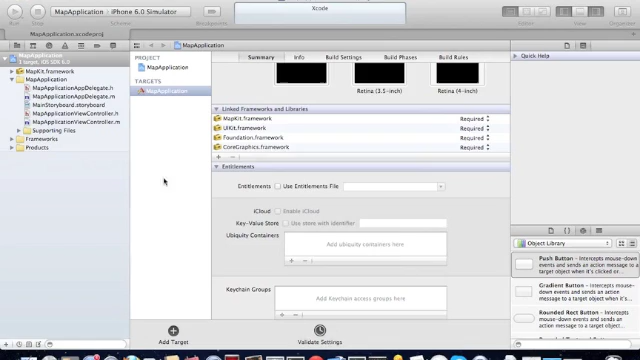 Xcode
MapApplication
iPhone 6.0 Simulator
Run
Stop
Scheme
Breakpoints
MapApplication.xcodeproj
MapApplication
1 target, iOS SDK 6.0
MapKit.framework
MapApplication
MapApplicationAppDelegate.h
MapApplicationAppDelegate.m
MainStoryboard.storyboard
MapApplicationViewController.h
MapApplicationViewController.m
Supporting Files
Frameworks
Products
MapApplication
PROJECT
MapApplication
TARGETS
MapApplication
Summary
Info
Build Settings
Build Phases
Build Rules
Retina (3.5-inch)
Retina (4-inch)
Linked Frameworks and Libraries
MapKit.framework
Required
UIKit.framework
Required
Foundation.framework
Required
CoreGraphics.framework
Required
Entitlements
Entitlements
Use Entitlements File
iCloud
Enable iCloud
Key-Value Store
Use store with identifier
Ubiquity Containers
Add ubiquity containers here
Keychain Groups
Add Keychain access groups here
Add Target
Validate Settings
Quick Help
Object Library
Push Button - Intercepts mouse-down
events and sends an action message to a
target object when it's clicked or...
Gradient Button - Intercepts mouse-down
events and sends an action message to a
target object when it's...
Rounded Rect Button - Intercepts
mouse-down events and sends an action
message to a target object...